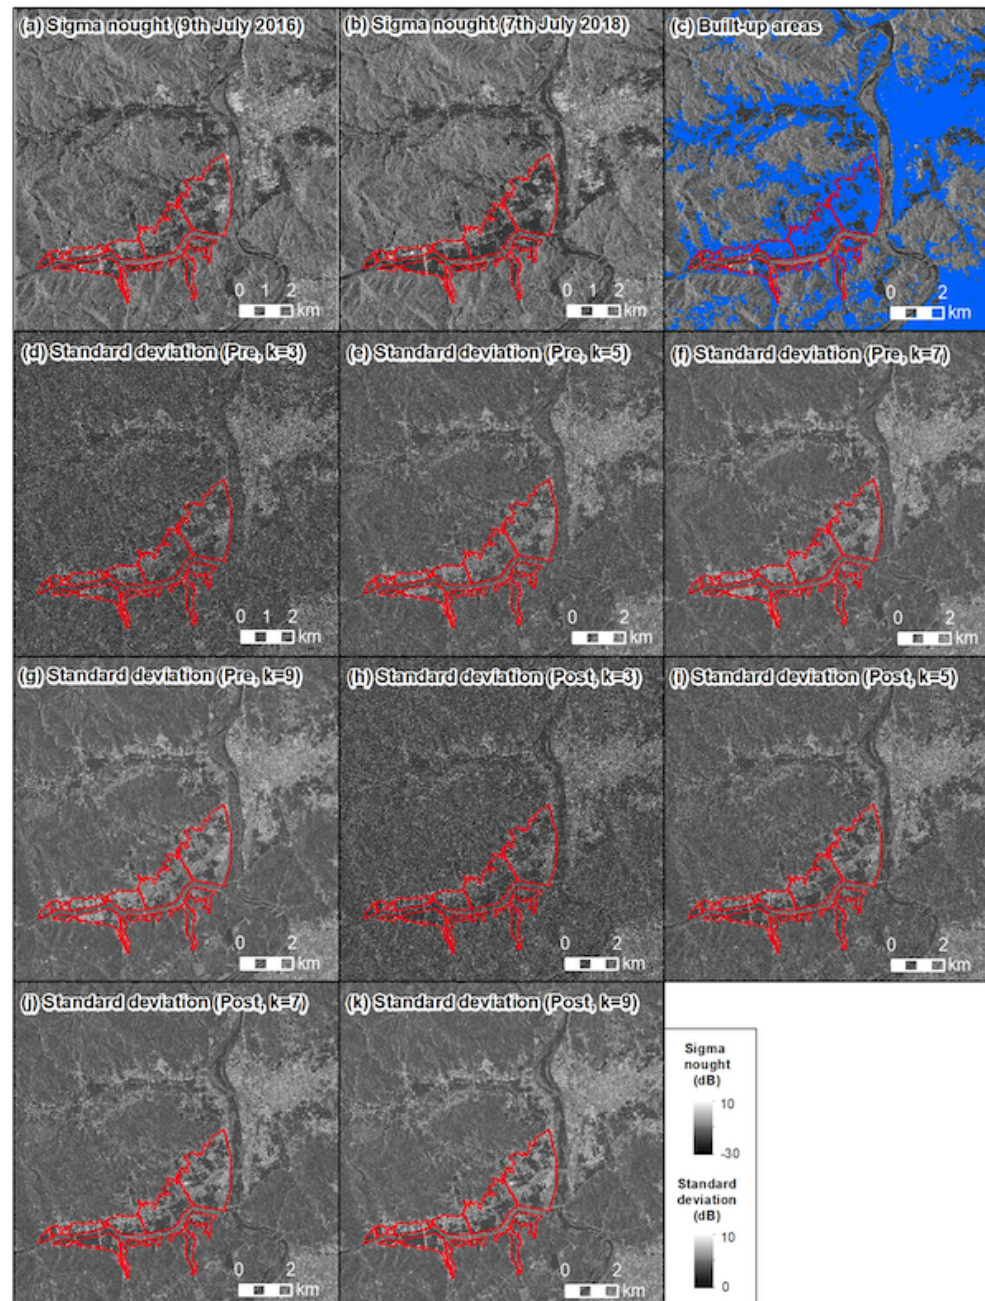 (a) Sigma nought (9th July 2016)
(b) Sigma nought (7th July 2018)
(c) Built-up areas
0 1 2
km
0 1 2
km
0 2
km
(d) Standard deviation (Pre, k=3)
(e) Standard deviation (Pre, k=5)
(f) Standard deviation (Pre, k=7)
0 1 2
km
0 2
km
0 2
km
(g) Standard deviation (Pre, k=9)
(h) Standard deviation (Post, k=3)
(i) Standard deviation (Post, k=5)
0 2
km
0 2
km
0 2
km
(j) Standard deviation (Post, k=7)
(k) Standard deviation (Post, k=9)
0 2
km
0 2
km
Sigma
nought
(dB)
10
-30
Standard
deviation
(dB)
10
0